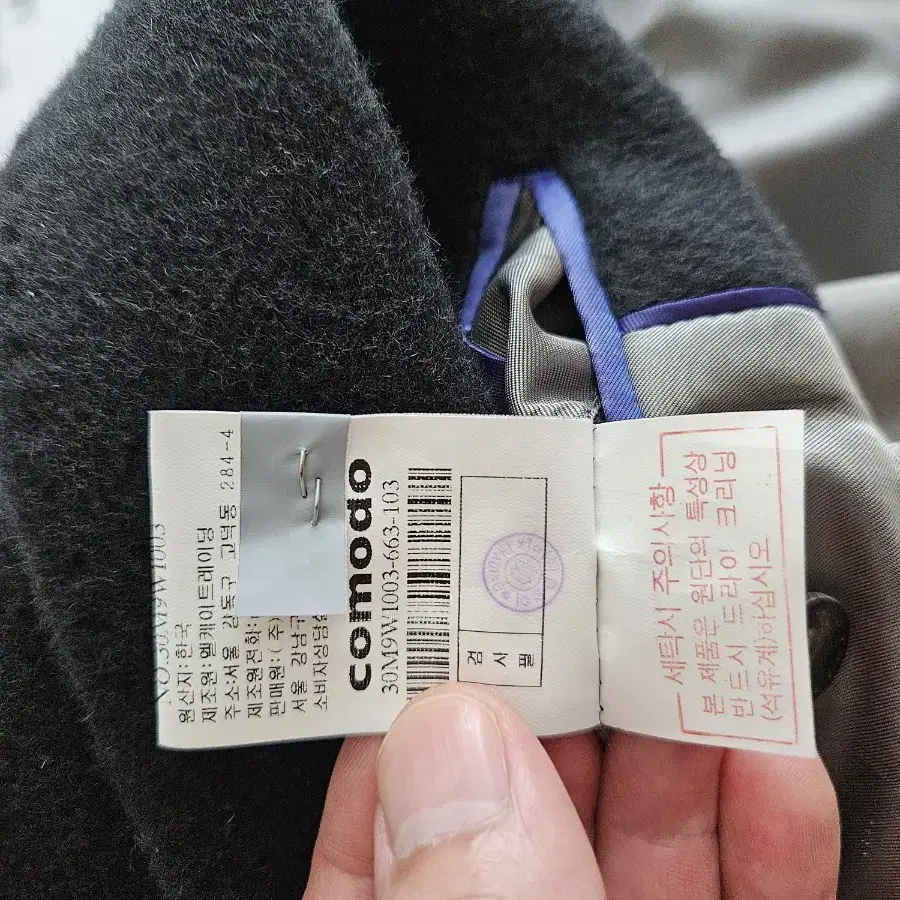 NO:30M9W1003
원산지: 한국
제조원: 웰케이트레이딩
주소:서울 강동구 고덕동 284-4
제조원전화:
판매원: (주)
서울 강남구
소비자상담실
comodo
30M9W1003-663-103
검 사 필
세탁시 주의사항
본 제품은 원단의 특성상
반드시 드라이 크리닝
(석유계)하십시오